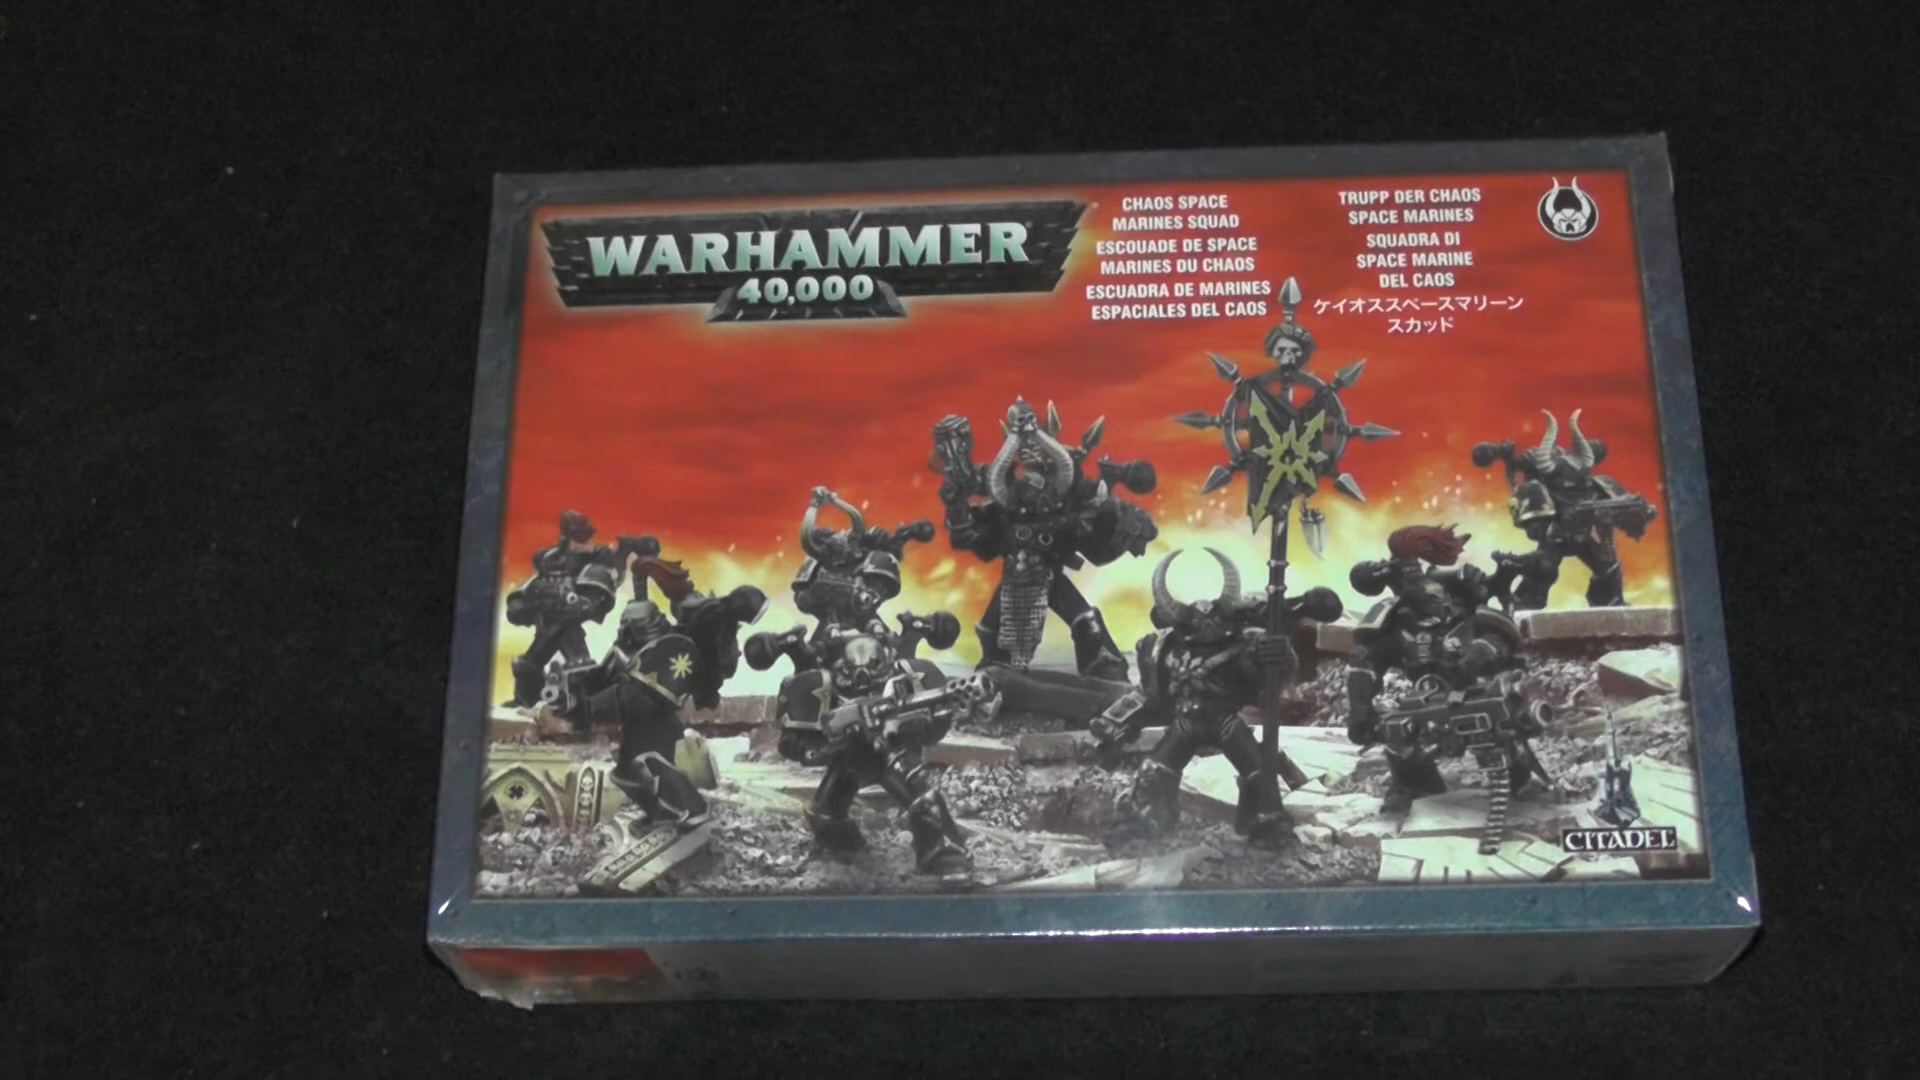 WARHAMMER
40,000
CHAOS SPACE
MARINES SQUAD
ESCOUADE DE SPACE
MARINES DU CHAOS
ESCUADRA DE MARINES
ESPACIALES DEL CAOS
TRUPP DER CHAOS
SPACE MARINES
SQUADRA DI
SPACE MARINE
DEL CAOS
ケイオススペースマリーン
スカッド
CITADEL